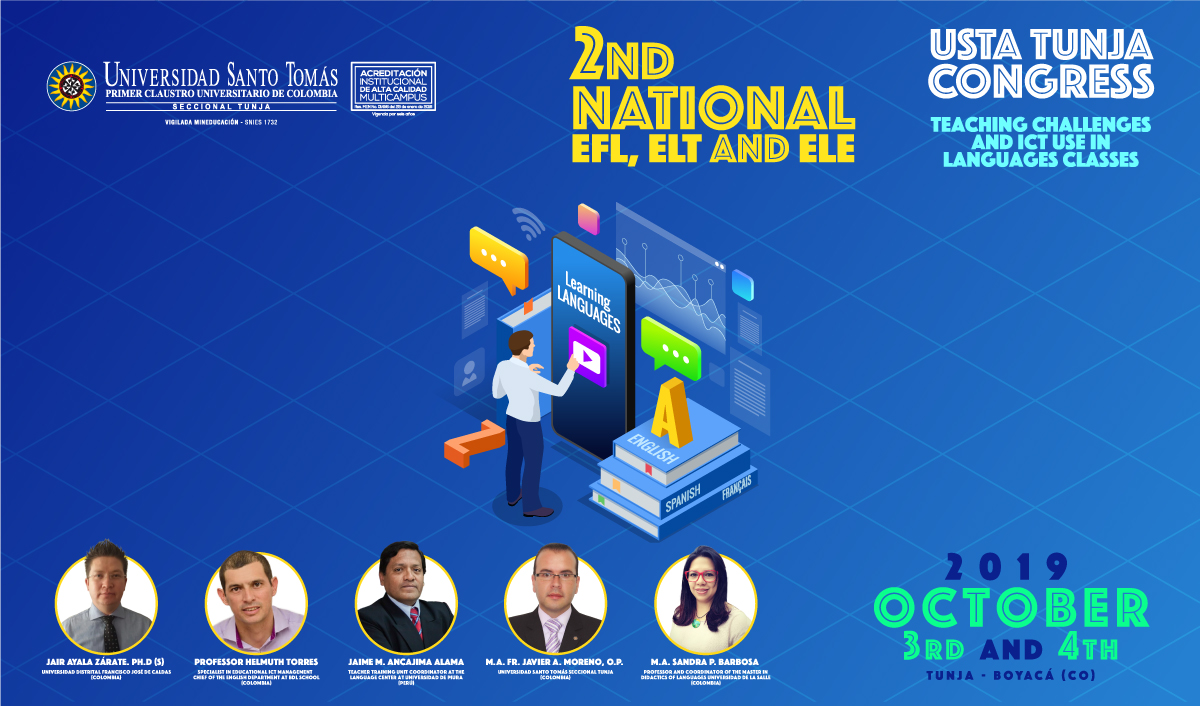 UNIVERSIDAD SANTO TOMÁS
PRIMER CLAUSTRO UNIVERSITARIO DE COLOMBIA
SECCIONAL TUNJA
VIGILADA MINEDUCACIÓN - SNIES 1732
ACREDITACIÓN
INSTITUCIONAL
DE ALTA CALIDAD
MULTICAMPUS
Vigencia por seis años
2ND
NATIONAL
EFL, ELT AND ELE
USTA TUNJA
CONGRESS
TEACHING CHALLENGES
AND ICT USE IN
LANGUAGES CLASSES
Learning
LANGUAGES
A
ENGLISH
SPANISH
FRANÇAIS
JAIR AYALA ZÁRATE. PH.D (S)
UNIVERSIDAD DISTRITAL FRANCISCO JOSÉ DE CALDAS
(COLOMBIA)
PROFESSOR HELMUTH TORRES
SPECIALIST IN EDUCATIONAL ICT MANAGEMENT
CHIEF OF THE ENGLISH DEPARTMENT AT RDL SCHOOL
(COLOMBIA)
JAIME M. ANCAJIMA ALAMA
TEACHER TRAINING UNIT COORDINATOR AT THE
LANGUAGE CENTER AT UNIVERSIDAD DE PIURA
(PERÚ)
M.A. FR. JAVIER A. MORENO, O.P.
UNIVERSIDAD SANTO TOMÁS SECCIONAL TUNJA
(COLOMBIA)
M.A. SANDRA P. BARBOSA
PROFESSOR AND COORDINATOR OF THE MASTER IN
DIDACTICS OF LANGUAGES UNIVERSIDAD DE LA SALLE
(COLOMBIA)
2019
OCTOBER
3RD AND 4TH
TUNJA - BOYACÁ (CO)